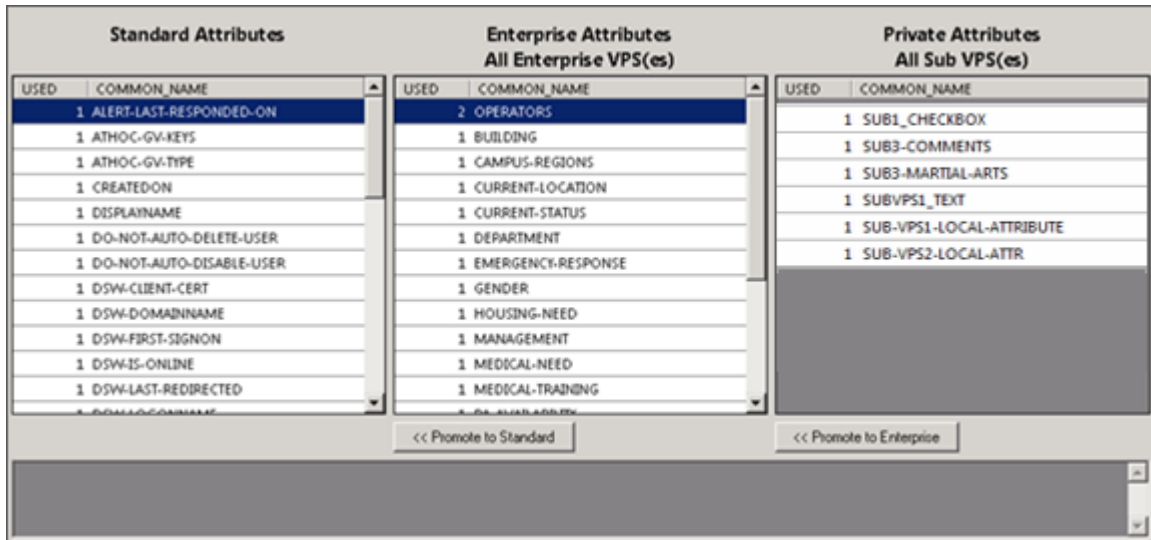 Standard Attributes
USED COMMON_NAME
1 ALERT-LAST-RESPONDED-ON
1 ATHOC-GV-KEYS
1 ATHOC-GV-TYPE
1 CREATEDON
1 DISPLAYNAME
1 DO-NOT-AUTO-DELETE-USER
1 DO-NOT-AUTO-DISABLE-USER
1 DSW-CLIENT-CERT
1 DSW-DOMAINNAME
1 DSW-FIRST-SIGNON
1 DSW-IS-ONLINE
1 DSW-LAST-REDIRECTED
Enterprise Attributes
All Enterprise VPS(es)
USED COMMON_NAME
2 OPERATORS
1 BUILDING
1 CAMPUS-REGIONS
1 CURRENT-LOCATION
1 CURRENT-STATUS
1 DEPARTMENT
1 EMERGENCY-RESPONSE
1 GENDER
1 HOUSING-NEED
1 MANAGEMENT
1 MEDICAL-NEED
1 MEDICAL-TRAINING
<< Promote to Standard
Private Attributes
All Sub VPS(es)
USED COMMON_NAME
1 SUB1_CHECKBOX
1 SUB3-COMMENTS
1 SUB3-MARTIAL-ARTS
1 SUBVPS1_TEXT
1 SUB-VPS1-LOCAL-ATTRIBUTE
1 SUB-VPS2-LOCAL-ATTR
<< Promote to Enterprise